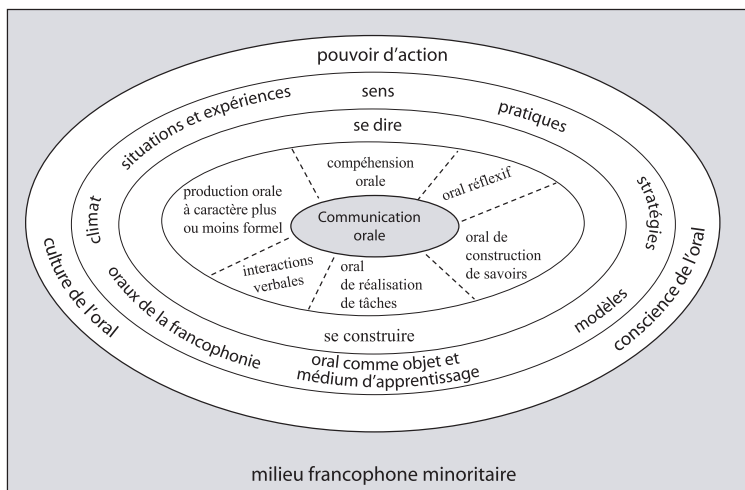 pouvoir d'action
sens
situations et expériences
pratiques
se dire
compéhension
orale
oral réflexif
production orale
à caractère plus
ou moins formel
Communication
orale
climat
stratégies
oral de
construction
de savoirs
interactions
verbales
oral
de réalisation
de tâches
culture de l'oral
conscience de l'oral
oraux de la francophonie
modèles
se construire
oral comme objet et
médium d'apprentissage
milieu francophone minoritaire